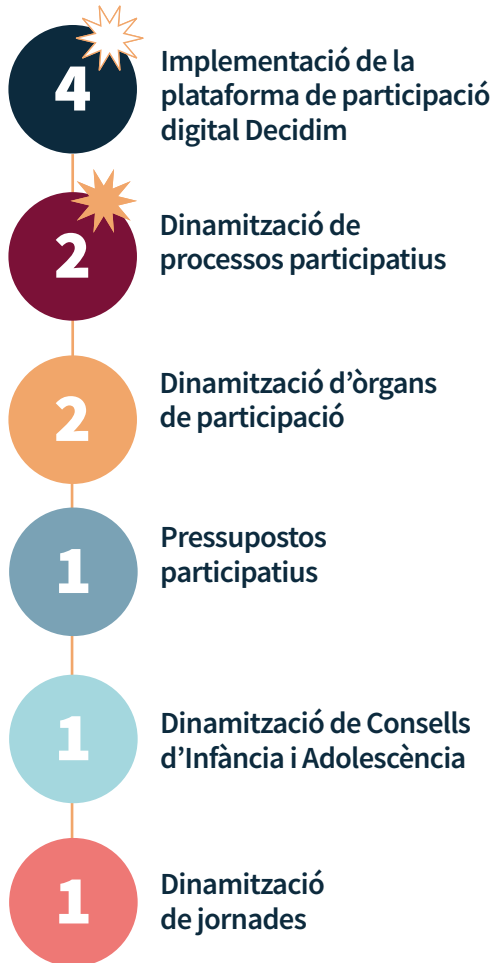 4
Implementació de la
plataforma de participació
digital Decidim
2
Dinamització de
processos participatius
2
Dinamització d’òrgans
de participació
1
Pressupostos
participatius
1
Dinamització de Consells
d’Infància i Adolescència
1
Dinamització
de jornades